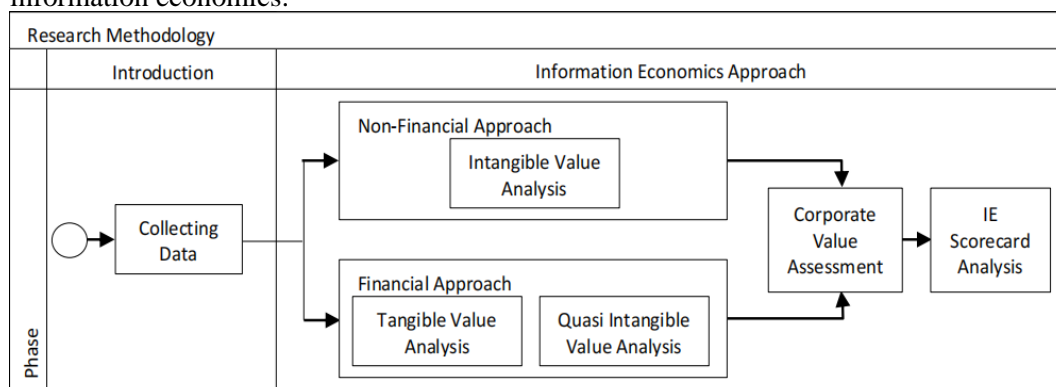 information economics.
Research Methodology
Introduction
Information Economics Approach
Phase
Collecting
Data
Non-Financial Approach
Intangible Value
Analysis
Financial Approach
Tangible Value
Analysis
Quasi Intangible
Value Analysis
Corporate
Value
Assessment
IE
Scorecard
Analysis